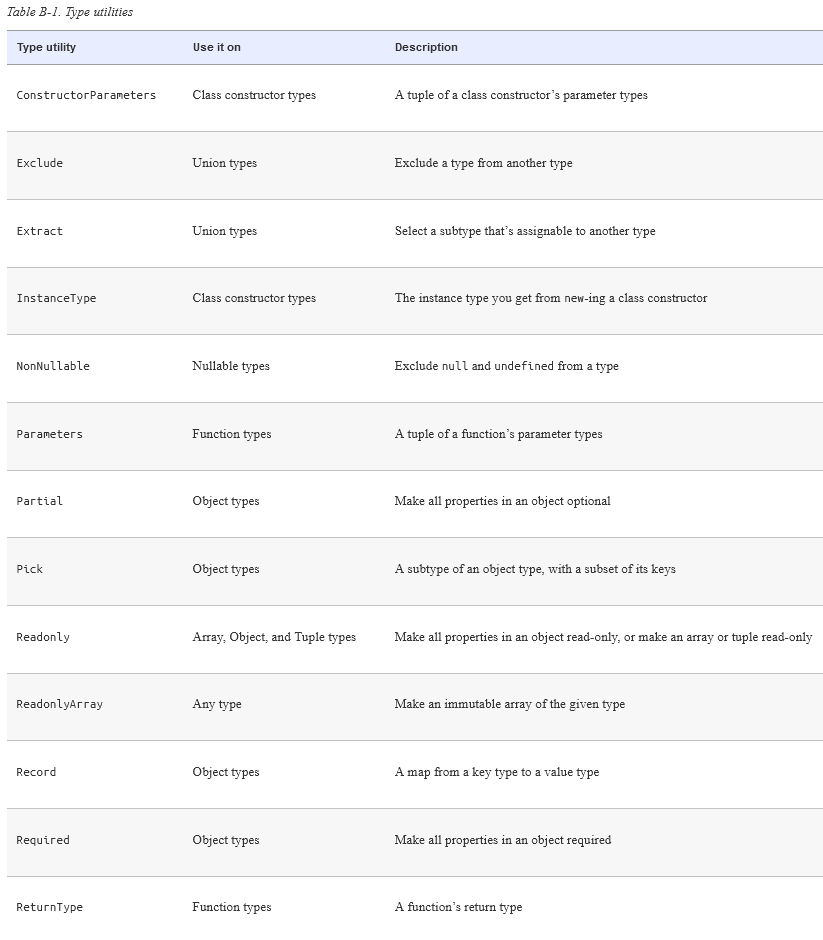 Table B-1. Type utilities
Type utility Use it on Description
ConstructorParameters Class constructor types A tuple of a class constructor’s parameter types
Exclude Union types Exclude a type from another type
Extract Union types Select a subtype that’s assignable to another type
InstanceType Class constructor types The instance type you get from new-ing a class constructor
NonNullable Nullable types Exclude null and undefined from a type
Parameters Function types A tuple of a function’s parameter types
Partial Object types Make all properties in an object optional
Pick Object types A subtype of an object type, with a subset of its keys
Readonly Array, Object, and Tuple types Make all properties in an object read-only, or make an array or tuple read-only
ReadonlyArray Any type Make an immutable array of the given type
Record Object types A map from a key type to a value type
Required Object types Make all properties in an object required
ReturnType Function types A function’s return type